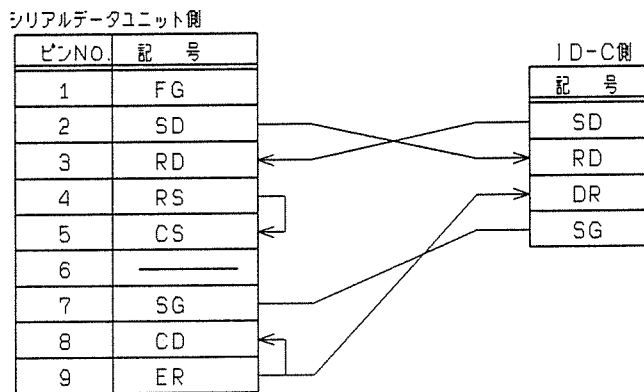 シリアルデータユニット側
ピンNO. 記 号
1 FG
2 SD
3 RD
4 RS
5 CS
6
7 SG
8 CD
9 ER
ID-C側
記 号
SD
RD
DR
SG